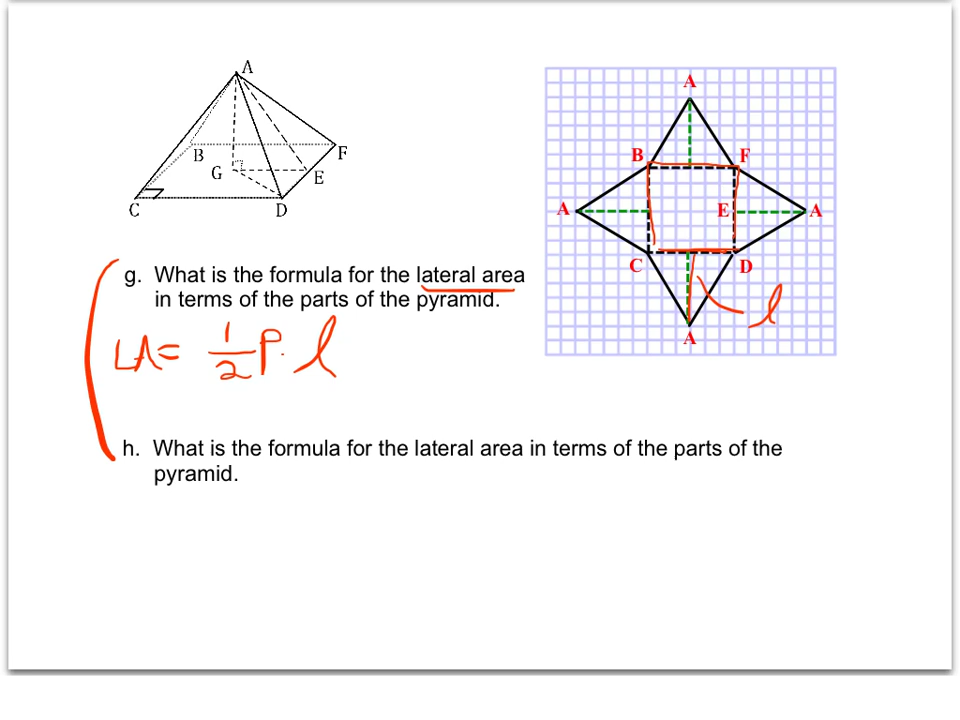 A
B
F
G
E
C
D
A
B
F
A
E
A
C
D
A
l
g. What is the formula for the lateral area
in terms of the parts of the pyramid.
LA = 1/2 P · l
h. What is the formula for the lateral area in terms of the parts of the
pyramid.